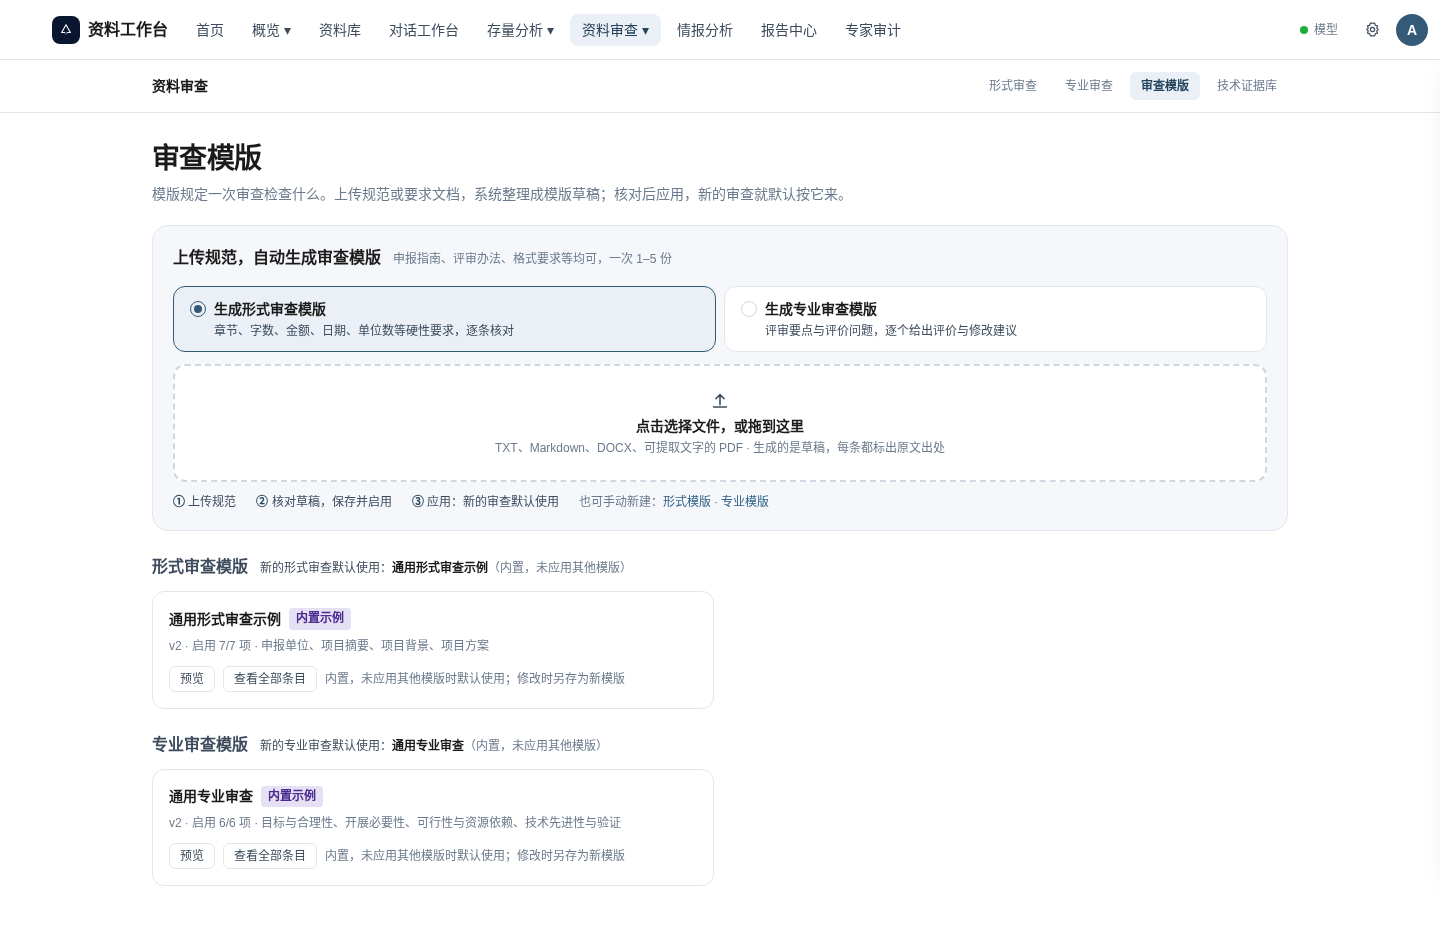 资料工作台 首页 概览 ▾ 资料库 对话工作台 存量分析 ▾ 资料审查 ▾ 情报分析 报告中心 专家审计 模型 A
资料审查 形式审查 专业审查 审查模版 技术证据库
审查模版
模版规定一次审查检查什么。上传规范或要求文档，系统整理成模版草稿；核对后应用，新的审查就默认按它来。
上传规范，自动生成审查模版 申报指南、评审办法、格式要求等均可，一次 1–5 份
生成形式审查模版
章节、字数、金额、日期、单位数等硬性要求，逐条核对
生成专业审查模版
评审要点与评价问题，逐个给出评价与修改建议
点击选择文件，或拖到这里
TXT、Markdown、DOCX、可提取文字的 PDF · 生成的是草稿，每条都标出原文出处
① 上传规范 ② 核对草稿，保存并启用 ③ 应用：新的审查默认使用 也可手动新建：形式模版 · 专业模版
形式审查模版 新的形式审查默认使用：通用形式审查示例（内置，未应用其他模版）
通用形式审查示例 内置示例
v2 · 启用 7/7 项 · 申报单位、项目摘要、项目背景、项目方案
预览 查看全部条目 内置，未应用其他模版时默认使用；修改时另存为新模版
专业审查模版 新的专业审查默认使用：通用专业审查（内置，未应用其他模版）
通用专业审查 内置示例
v2 · 启用 6/6 项 · 目标与合理性、开展必要性、可行性与资源依赖、技术先进性与验证
预览 查看全部条目 内置，未应用其他模版时默认使用；修改时另存为新模版